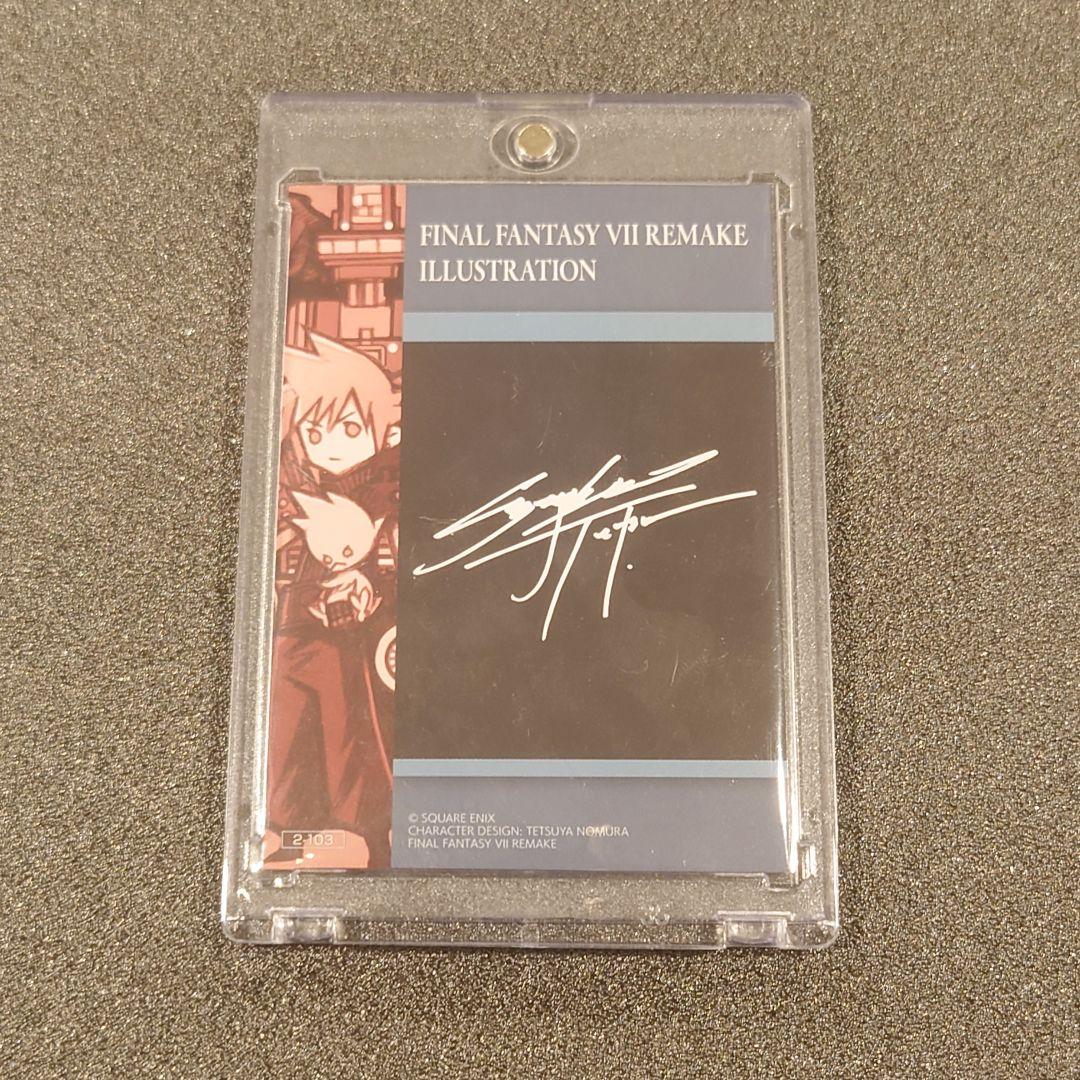 FINAL FANTASY VII REMAKE
ILLUSTRATION
© SQUARE ENIX
CHARACTER DESIGN: TETSUYA NOMURA
FINAL FANTASY VII REMAKE
2-103